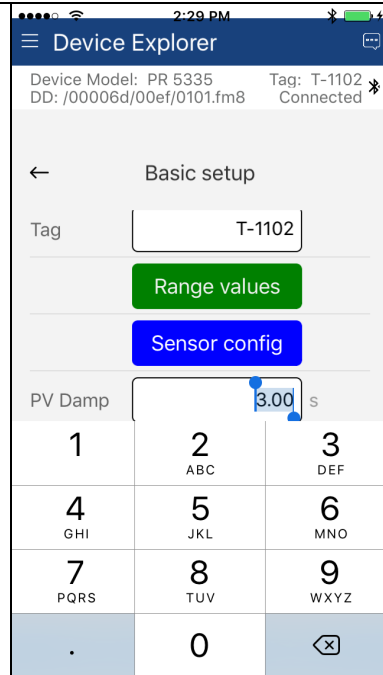 2:29 PM
Device Explorer
Device Model: PR 5335 Tag: T-1102
DD: /00006d/00ef/0101.fm8 Connected
← Basic setup
Tag T-1102
Range values
Sensor config
PV Damp 3.00 s
1 2 3
ABC DEF
4 5 6
GHI JKL MNO
7 8 9
PQRS TUV WXYZ
. 0